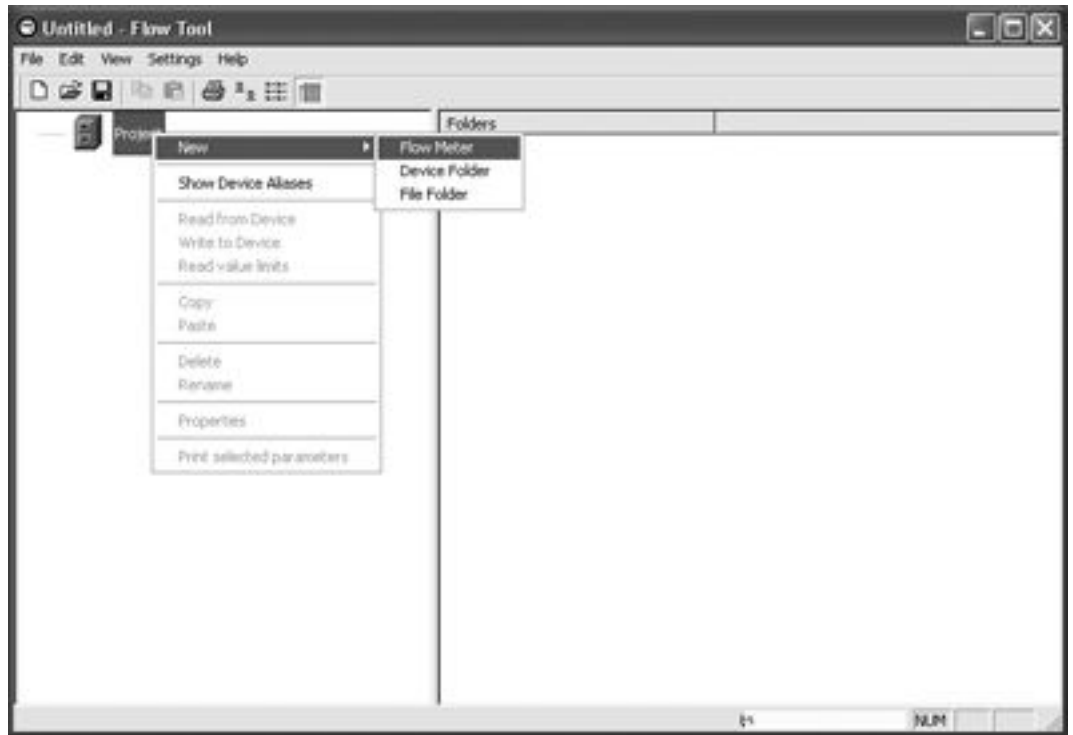 Untitled - Flow Tool
File Edit View Settings Help
Project
Folders
New
Flow Meter
Device Folder
File Folder
Show Device Aliases
Read from Device
Write to Device
Read value limits
Copy
Paste
Delete
Rename
Properties
Print selected parameters
NUM